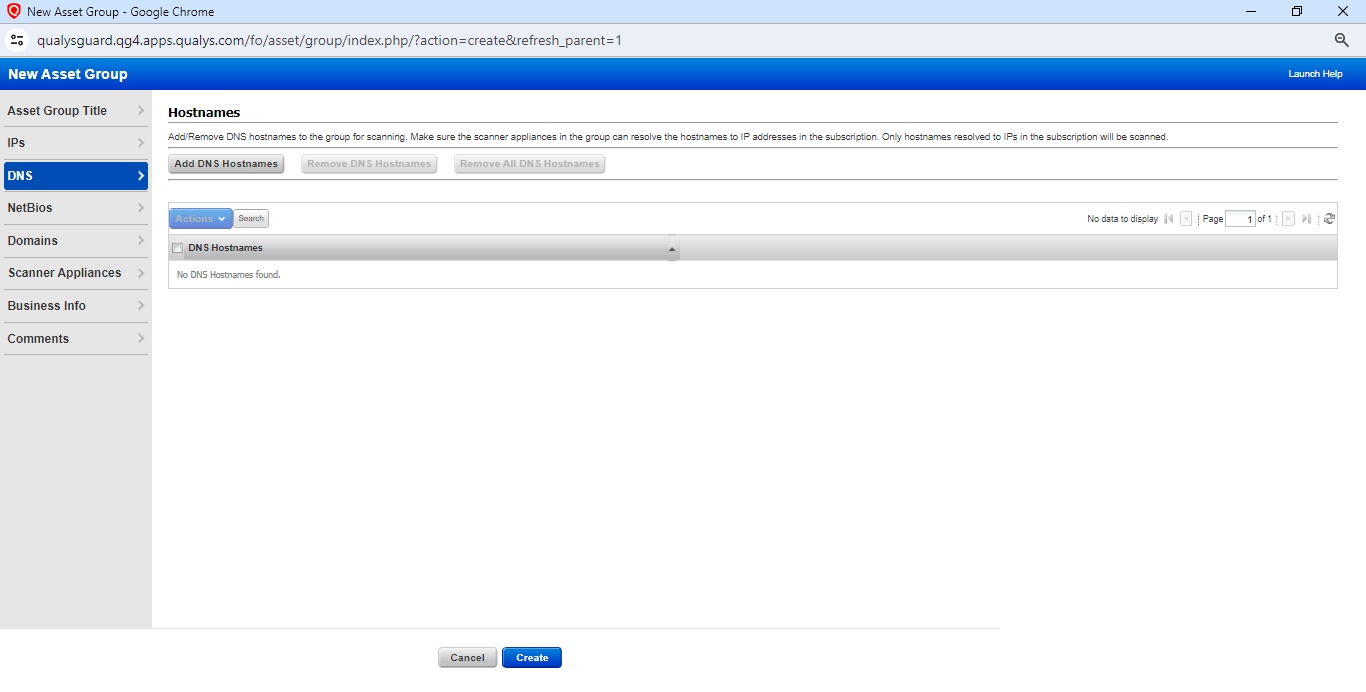 New Asset Group - Google Chrome
qualysguard.qg4.apps.qualys.com/fo/asset/group/index.php/?action=create&refresh_parent=1
New Asset Group
Launch Help
Asset Group Title
IPs
DNS
NetBios
Domains
Scanner Appliances
Business Info
Comments
Hostnames
Add/Remove DNS hostnames to the group for scanning. Make sure the scanner appliances in the group can resolve the hostnames to IP addresses in the subscription. Only hostnames resolved to IPs in the subscription will be scanned.
Add DNS Hostnames Remove DNS Hostnames Remove All DNS Hostnames
Actions Search No data to display Page 1 of 1
DNS Hostnames
No DNS Hostnames found.
Cancel Create